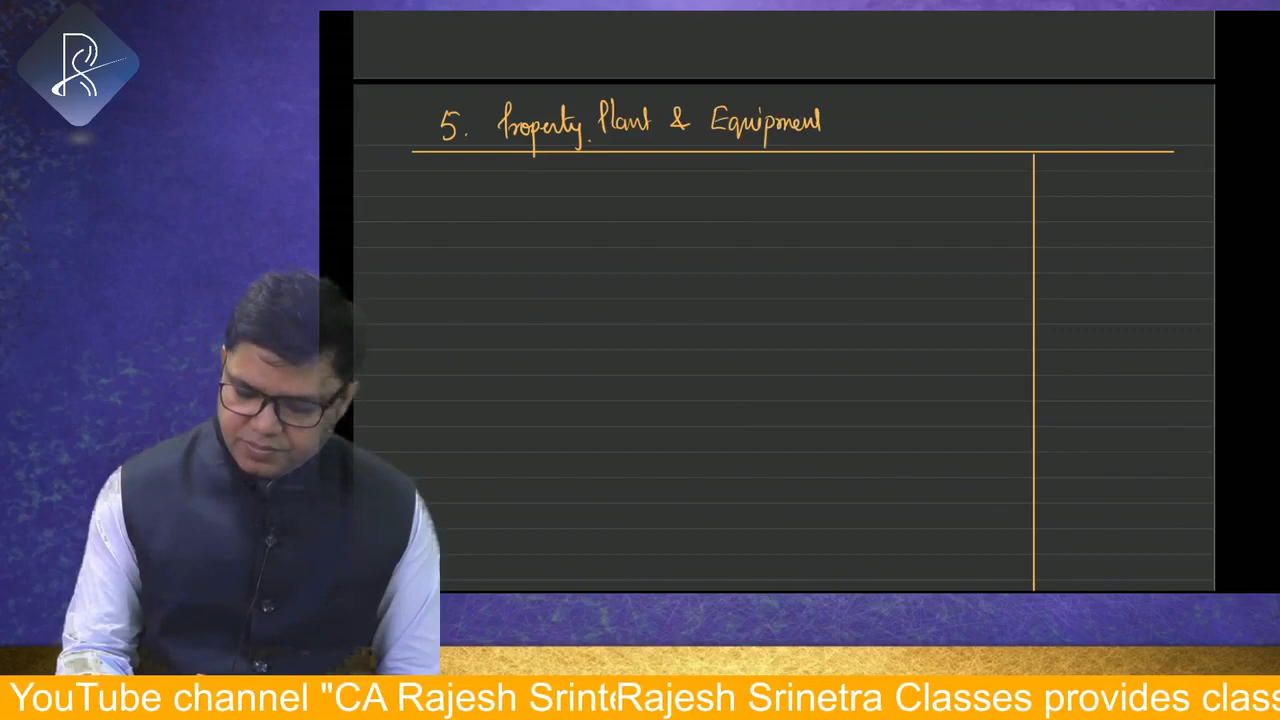 5. Property, Plant & Equipment
YouTube channel "CA Rajesh Srint
Rajesh Srinetra Classes provides class